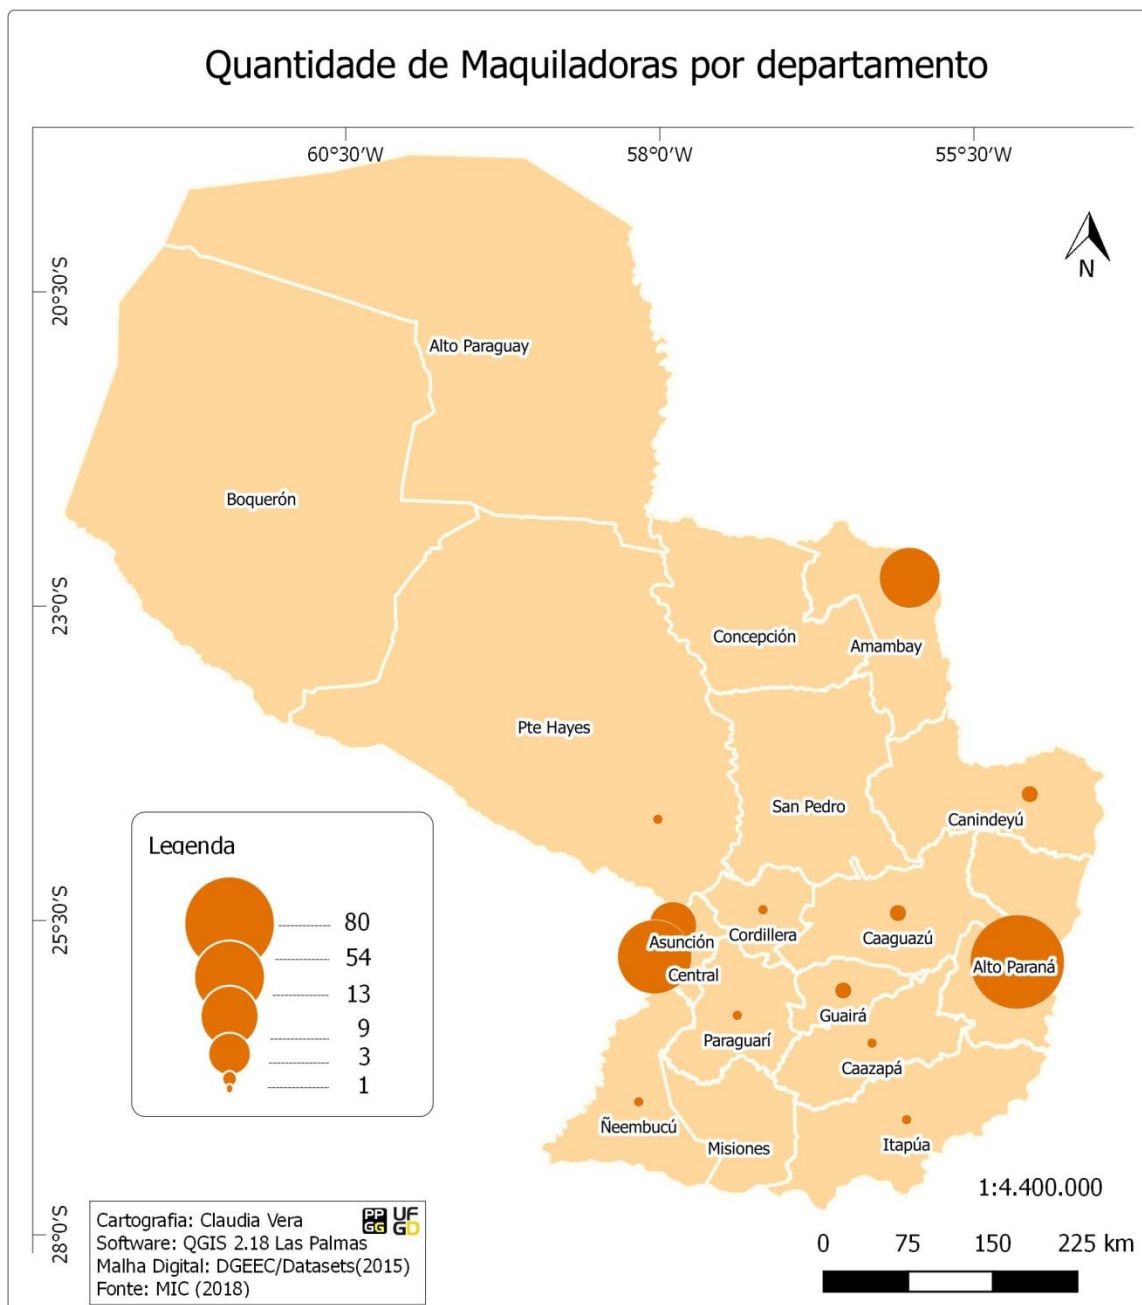 Quantidade de Maquiladoras por departamento
60°30'W
58°0'W
55°30'W
20°30'S
N
Alto Paraguay
Boquerón
23°0'S
Concepción
Amambay
Pte Hayes
San Pedro
Canindeyú
Legenda
80
54
13
9
3
1
25°30'S
Asunción
Cordillera
Caaguazú
Alto Paraná
Central
Guairá
Paraguarí
Caazapá
Ñeembucú
Misiones
Itapúa
1:4.400.000
28°0'S
Cartografia: Claudia Vera
PP
GG
UF
GD
Software: QGIS 2.18 Las Palmas
Malha Digital: DGEEC/Datasets(2015)
Fonte: MIC (2018)
0 75 150 225 km